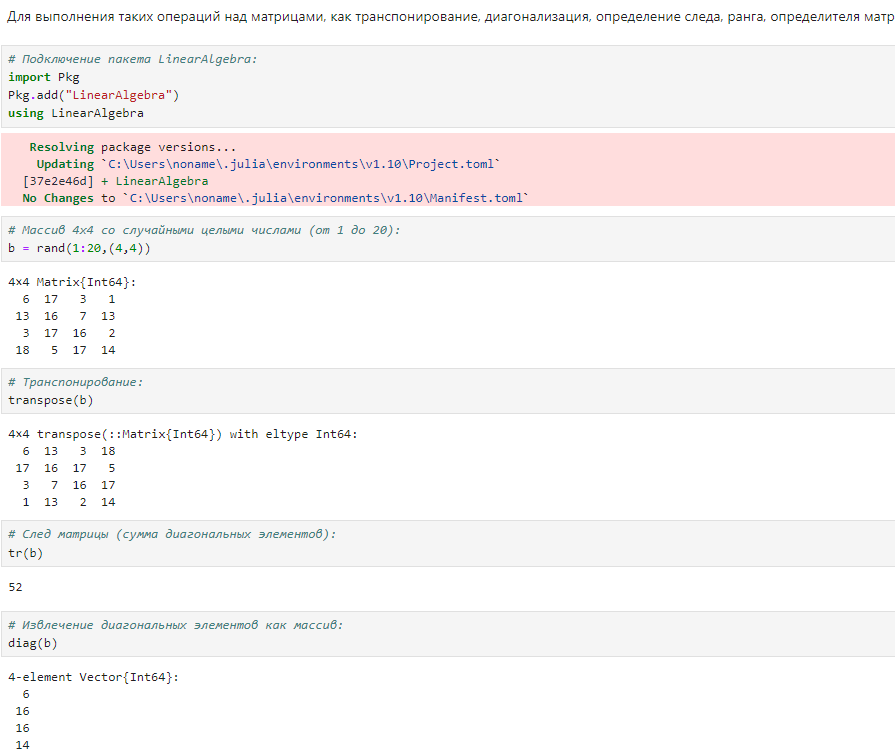 Для выполнения таких операций над матрицами, как транспонирование, диагонализация, определение следа, ранга, определителя матр
# Подключение пакета LinearAlgebra:
import Pkg
Pkg.add("LinearAlgebra")
using LinearAlgebra
Resolving package versions...
Updating `C:\Users\noname\.julia\environments\v1.10\Project.toml`
[37e2e46d] + LinearAlgebra
No Changes to `C:\Users\noname\.julia\environments\v1.10\Manifest.toml`
# Массив 4x4 со случайными целыми числами (от 1 до 20):
b = rand(1:20,(4,4))
4×4 Matrix{Int64}:
6 17 3 1
13 16 7 13
3 17 16 2
18 5 17 14
# Транспонирование:
transpose(b)
4×4 transpose(::Matrix{Int64}) with eltype Int64:
6 13 3 18
17 16 17 5
3 7 16 17
1 13 2 14
# След матрицы (сумма диагональных элементов):
tr(b)
52
# Извлечение диагональных элементов как массив:
diag(b)
4-element Vector{Int64}:
6
16
16
14